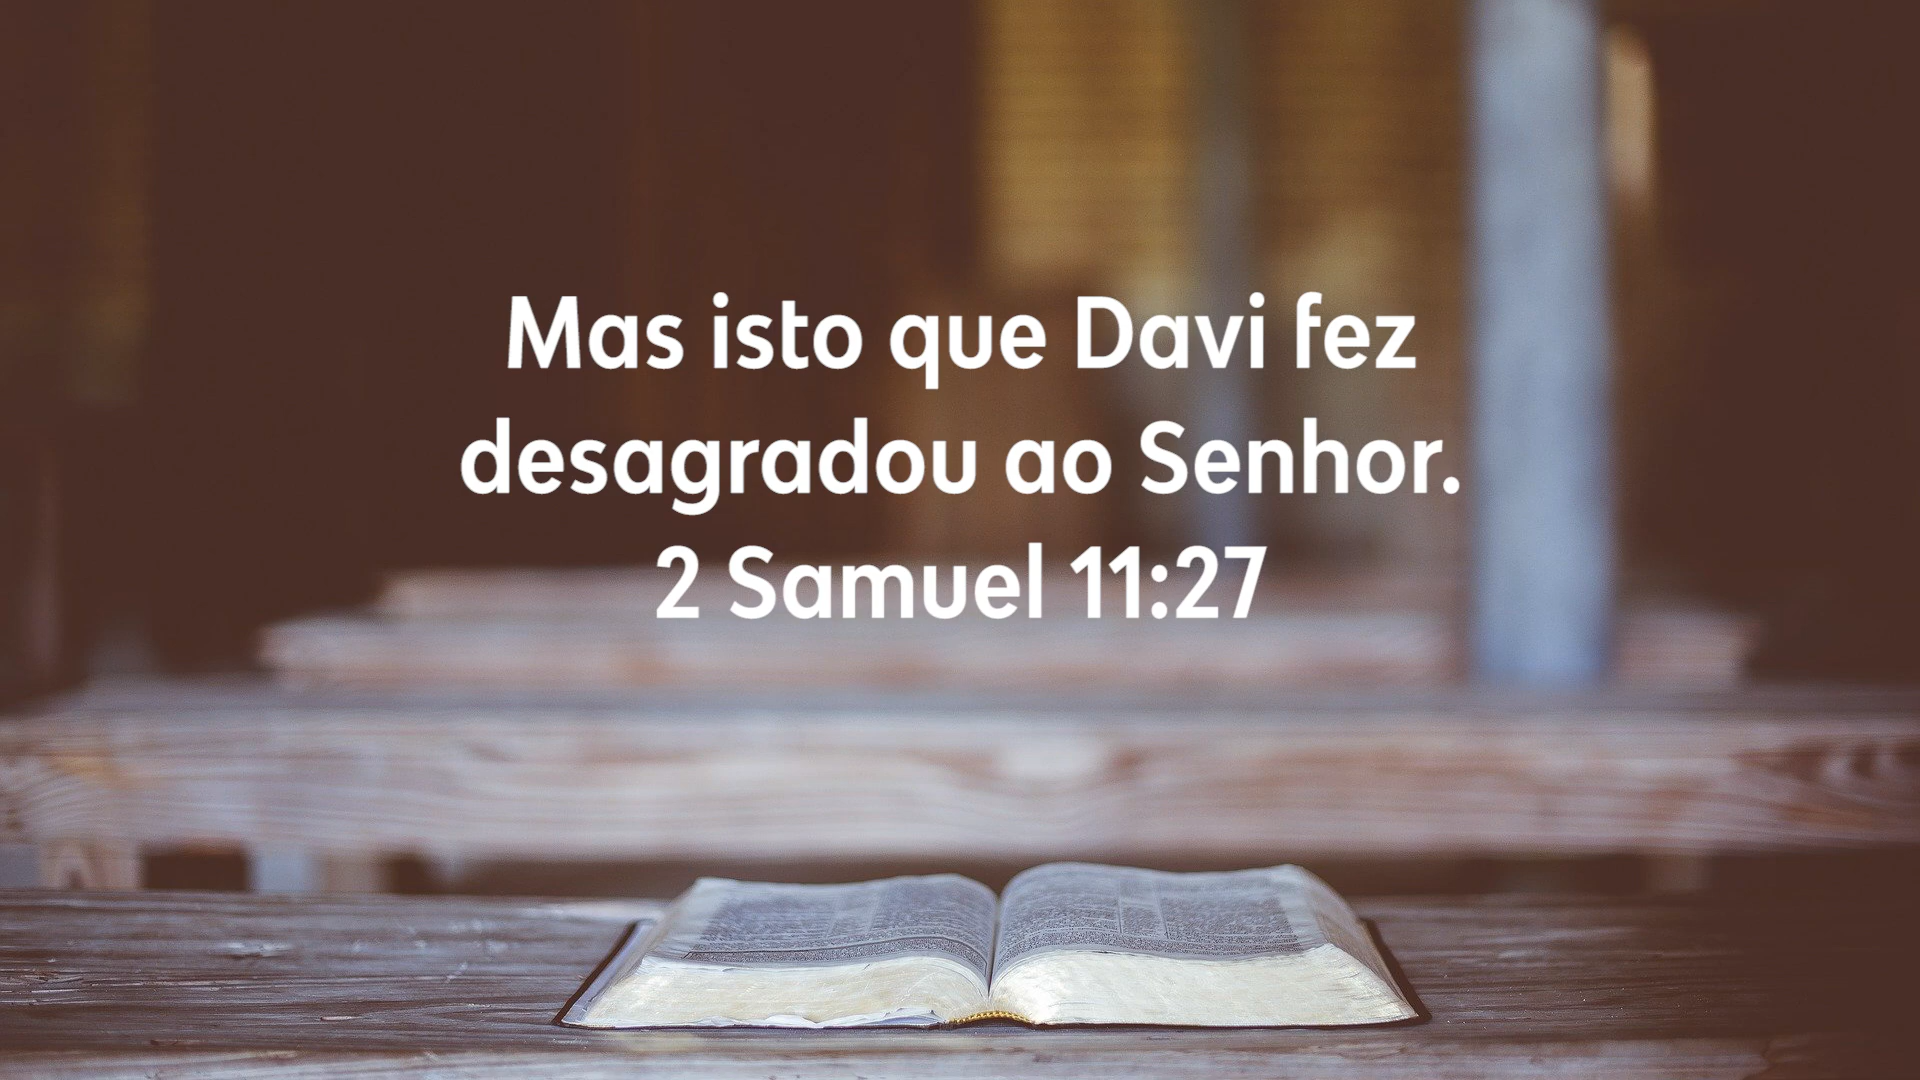 Mas isto que Davi fez
desagradou ao Senhor.
2 Samuel 11:27